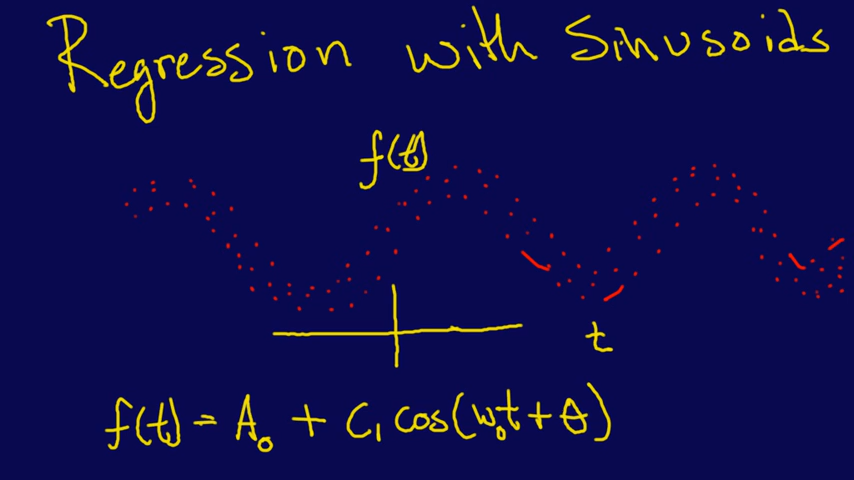 Regression with Sinusoids
f(t)
t
f(t) = A₀ + C₁ cos(ω₀t + θ)